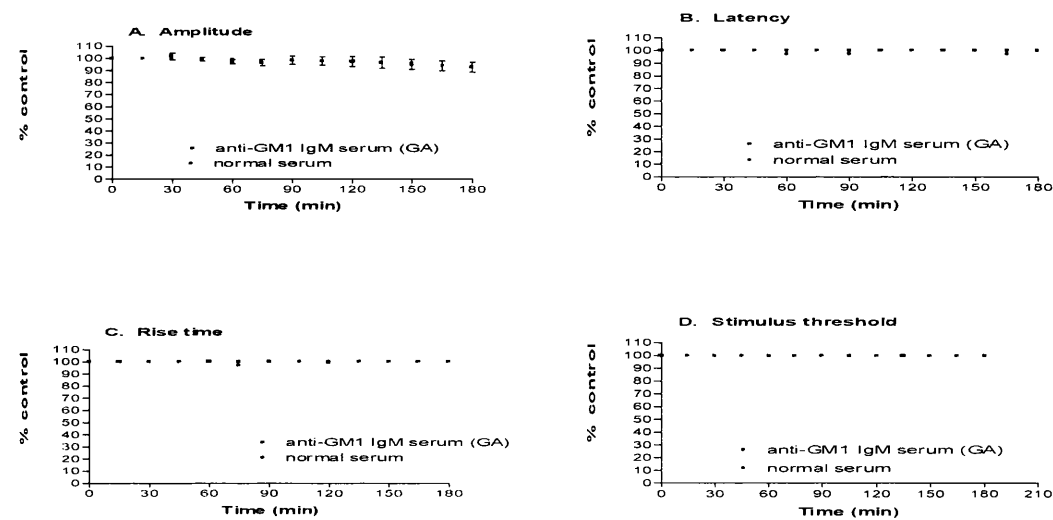 A. Amplitude
110
100
90
80
70
60
50
40
30
20
10
0
% control
anti-GM1 IgM serum (GA)
normal serum
0 30 60 90 120 150 180
Time (min)
B. Latency
110
100
90
80
70
60
50
40
30
20
10
0
% control
anti-GM1 IgM serum (GA)
normal serum
0 30 60 90 120 150 180
Time (min)
C. Rise time
110
100
90
80
70
60
50
40
30
20
10
0
% control
anti-GM1 IgM serum (GA)
normal serum
0 30 60 90 120 150 180
Time (min)
D. Stimulus threshold
110
100
90
80
70
60
50
40
30
20
10
0
% control
anti-GM1 IgM serum (GA)
normal serum
0 30 60 90 120 150 180 210
Time (min)